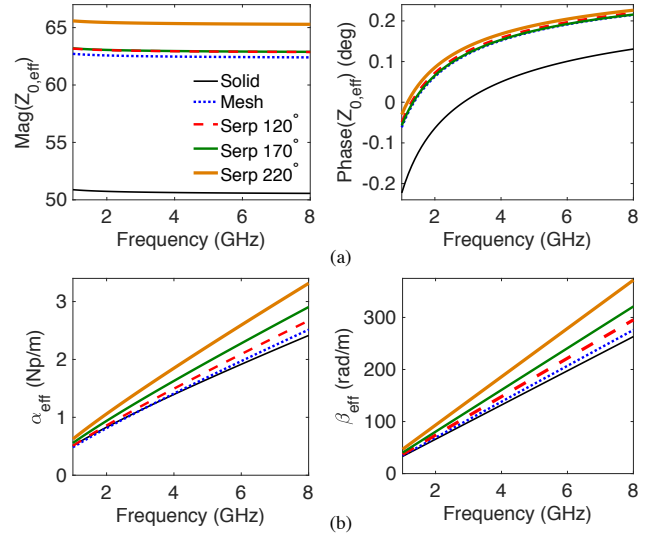 Mag(Z0,eff)
65
60
55
50
Solid
Mesh
Serp 120°
Serp 170°
Serp 220°
2 4 6 8
Frequency (GHz)
Phase(Z0,eff) (deg)
0.2
0.1
0
-0.1
-0.2
2 4 6 8
Frequency (GHz)
(a)
αeff (Np/m)
3
2
1
0
2 4 6 8
Frequency (GHz)
βeff (rad/m)
300
200
100
0
2 4 6 8
Frequency (GHz)
(b)